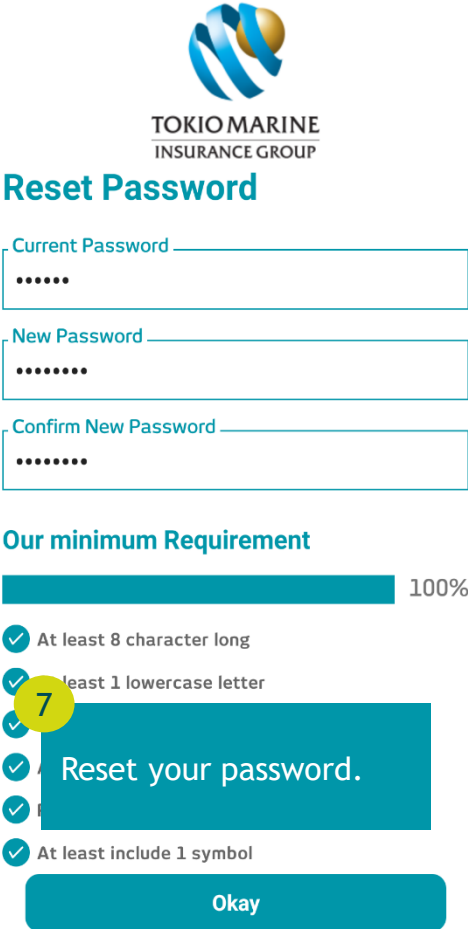 TOKIO MARINE
INSURANCE GROUP
Reset Password
Current Password
••••••
New Password
••••••••
Confirm New Password
••••••••
Our minimum Requirement
100%
At least 8 character long
least 1 lowercase letter
7
Reset your password.
At least include 1 symbol
Okay